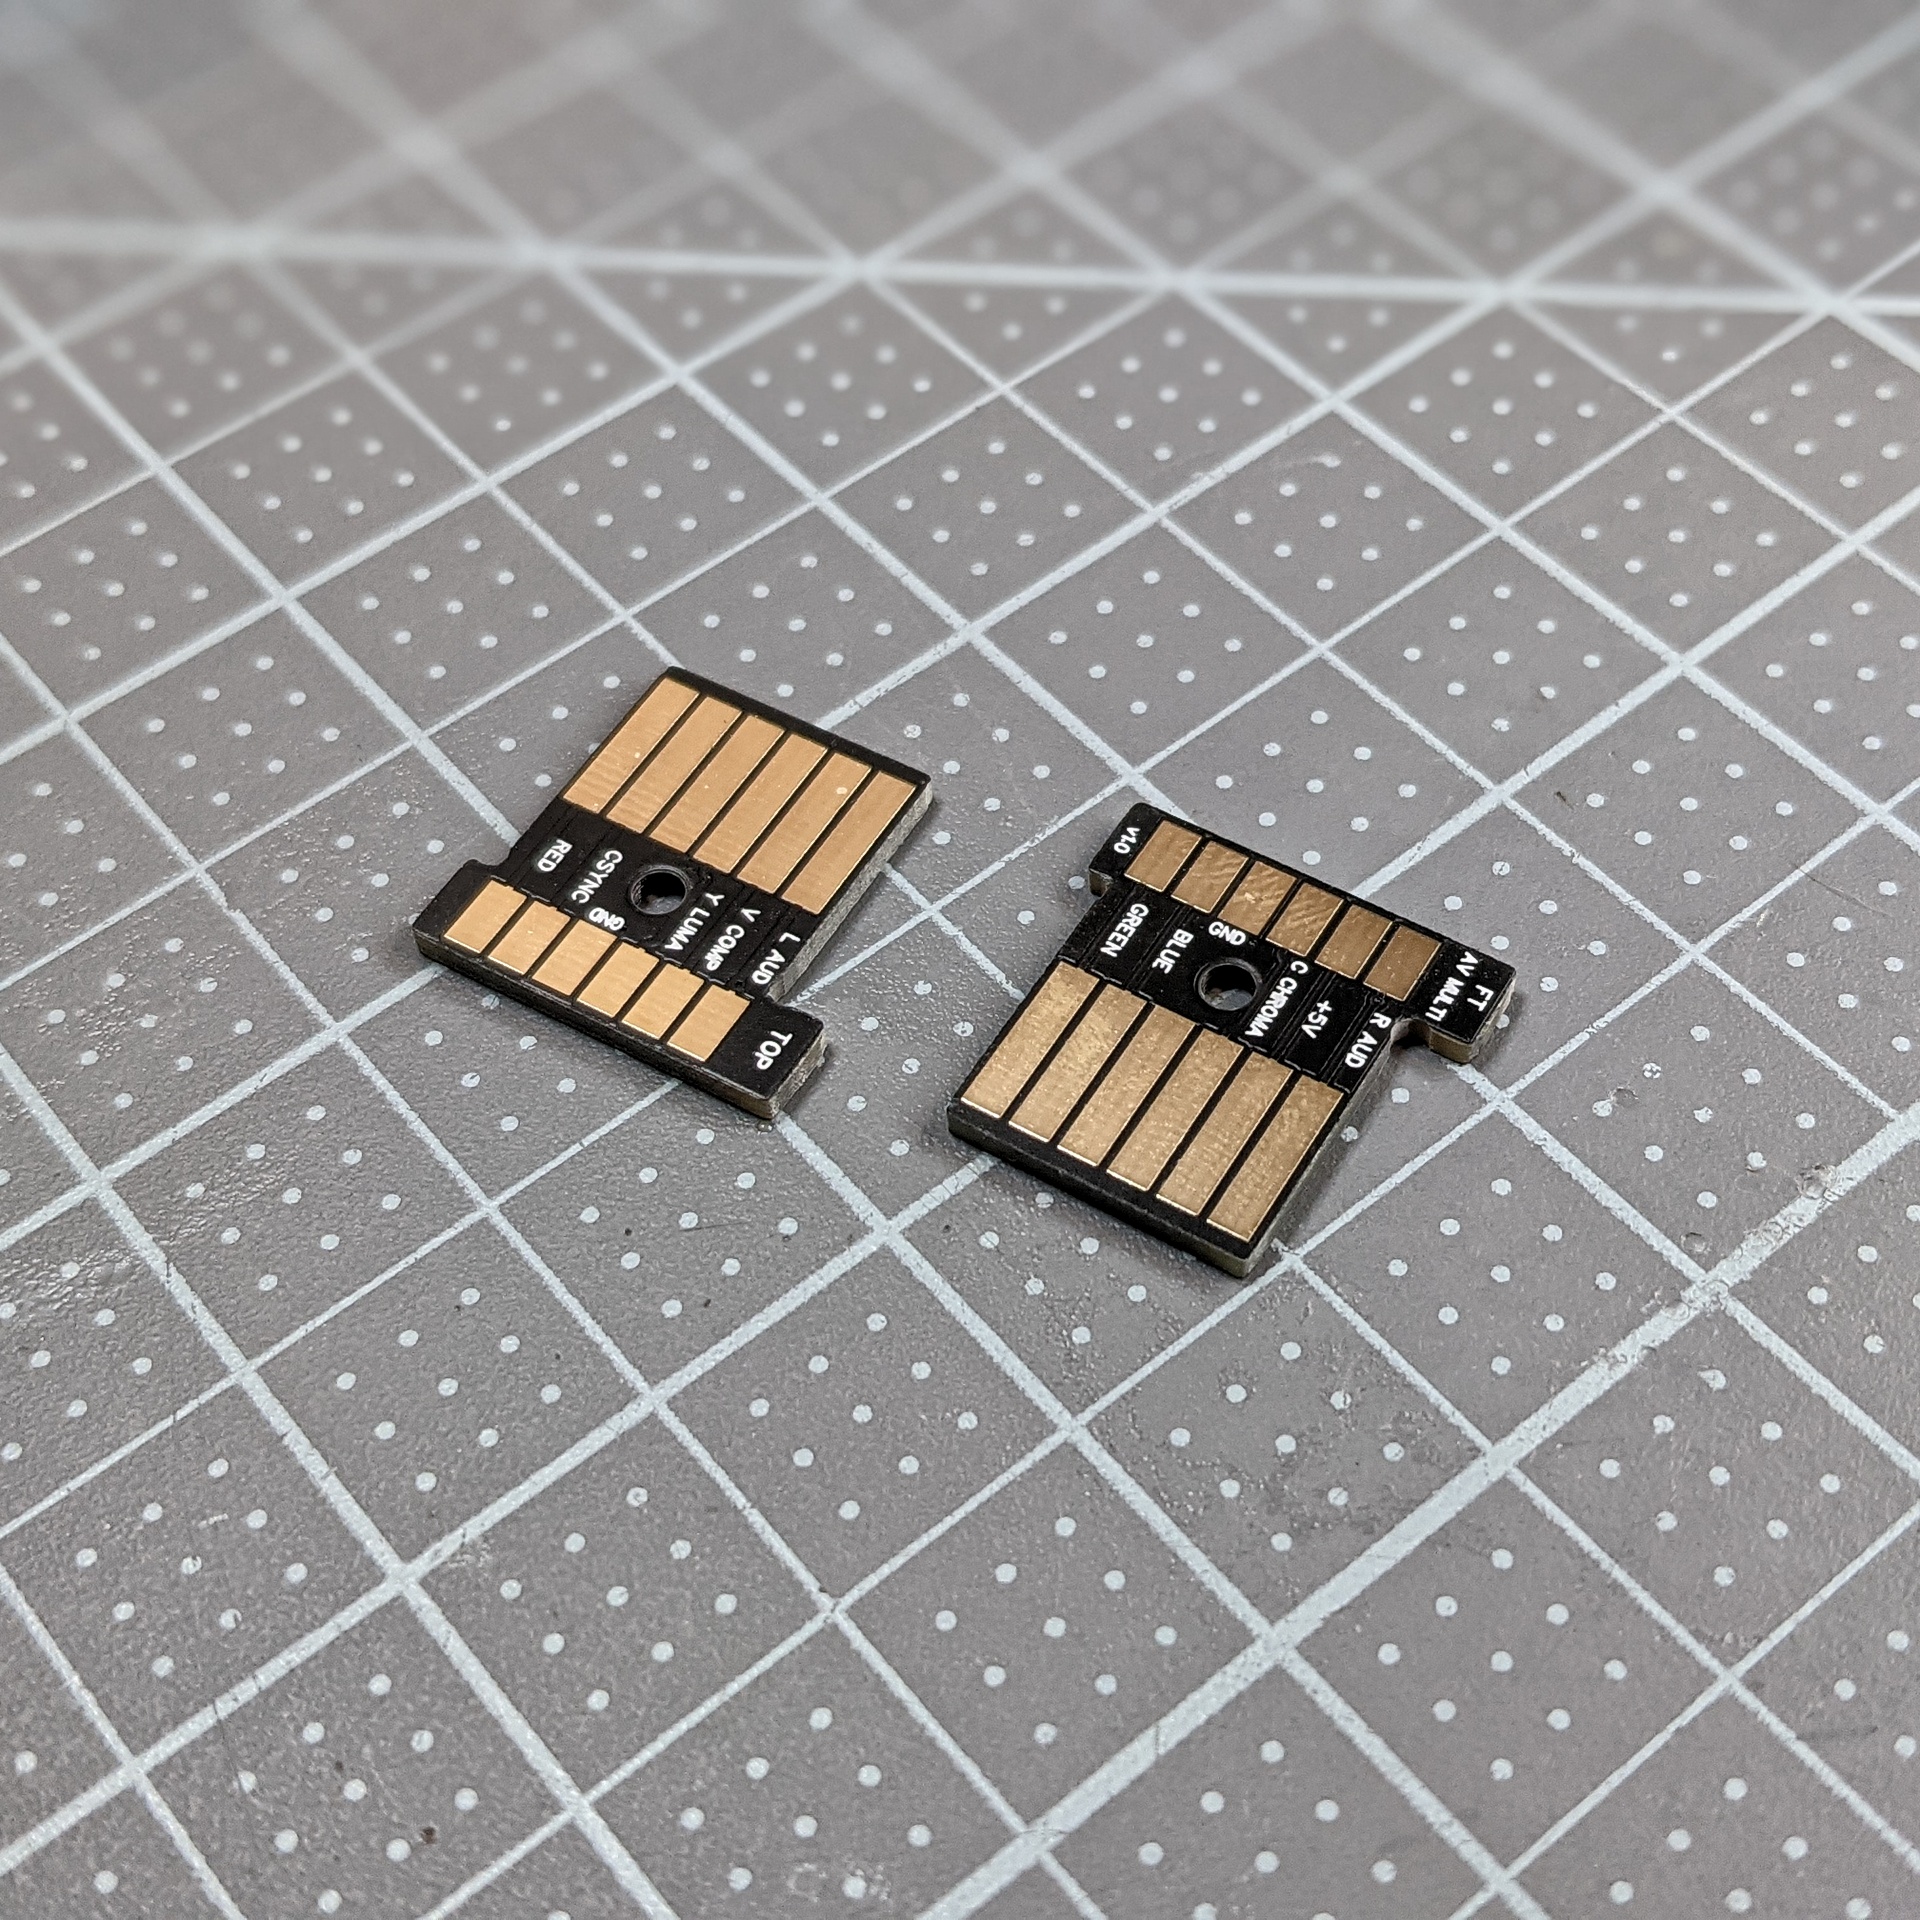 RED
CSYNC
GND
Y LUMA
V COMP
L AUD
TOP
v1.0
GREEN
BLUE
GND
C CHROMA
+5V
R AUD
FT
AV MULTI